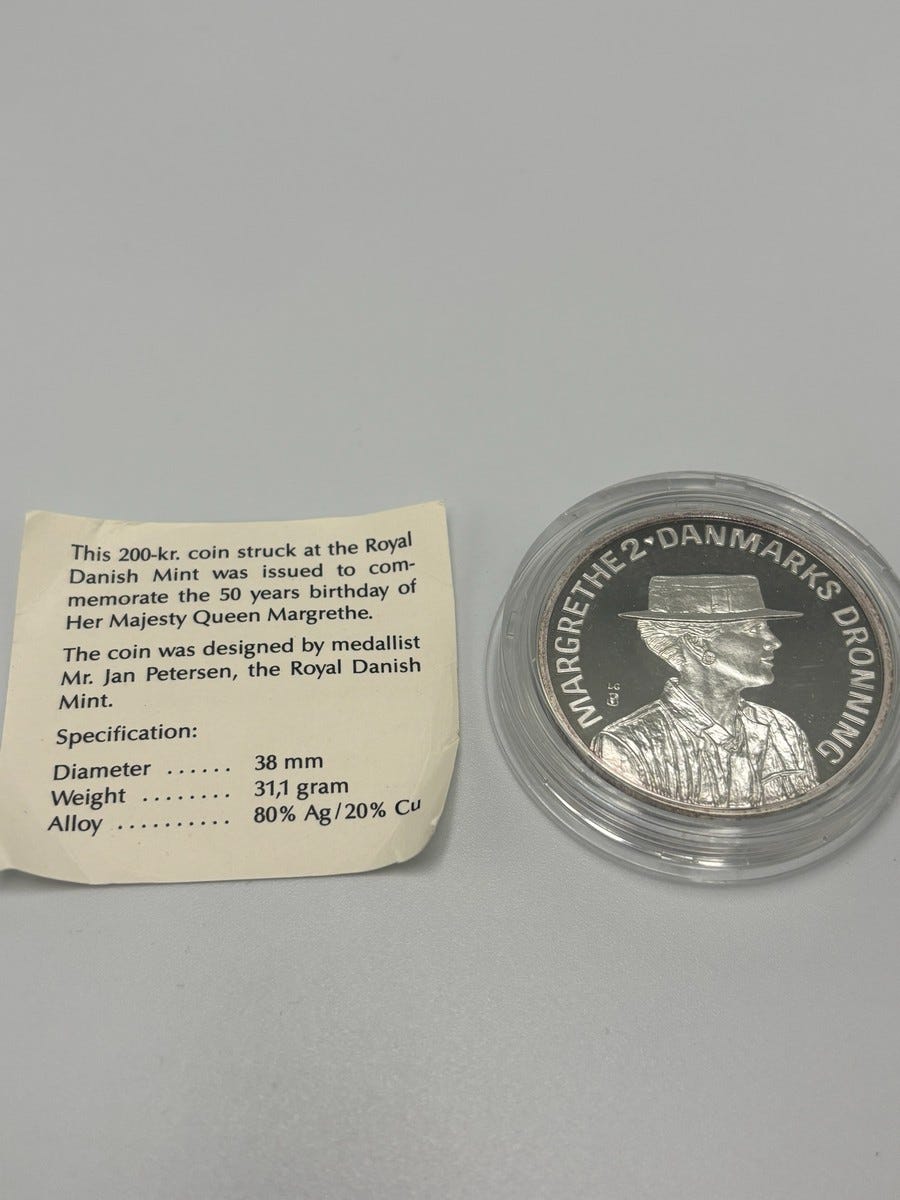 This 200-kr. coin struck at the Royal
Danish Mint was issued to com-
memorate the 50 years birthday of
Her Majesty Queen Margrethe.
The coin was designed by medallist
Mr. Jan Petersen, the Royal Danish
Mint.
Specification:
Diameter ...... 38 mm
Weight ........ 31,1 gram
Alloy .......... 80% Ag/20% Cu
MARGRETHE 2 · DANMARKS DRONNING